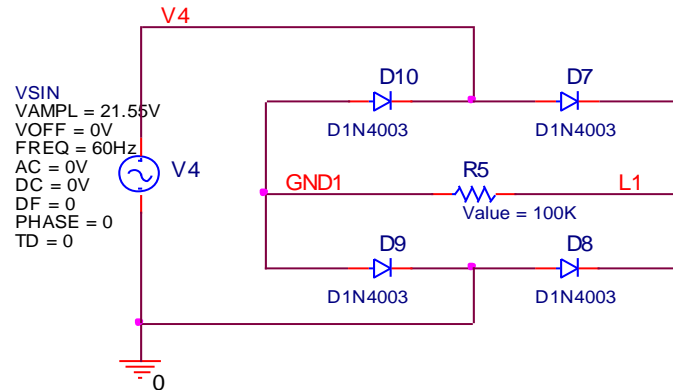 V4
VSIN
VAMPL = 21.55V
VOFF = 0V
FREQ = 60Hz
AC = 0V
DC = 0V
DF = 0
PHASE = 0
TD = 0
V4
D10
D7
D1N4003
D1N4003
GND1
R5
L1
Value = 100K
D9
D8
D1N4003
D1N4003
0